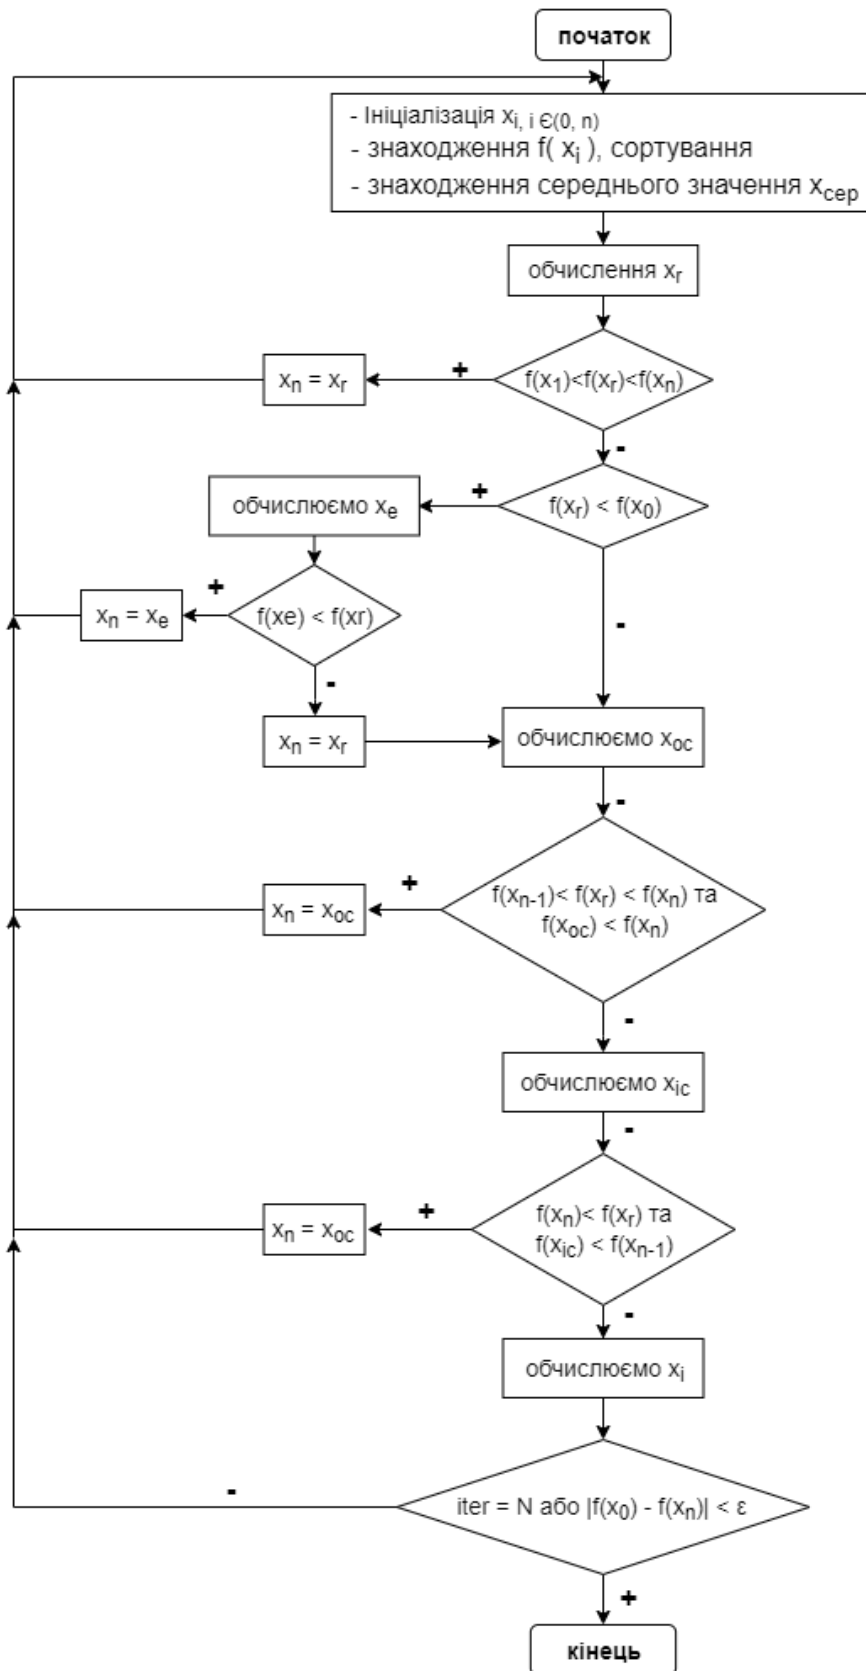 початок
- Ініціалізація xi, i Є(0, n)
- знаходження f( xi ), сортування
- знаходження середнього значення xсер
обчислення xr
f(x1)<f(xr)<f(xn)
+
xn = xr
-
f(xr) < f(x0)
+
обчислюємо xe
-
f(xe) < f(xr)
+
xn = xe
-
xn = xr
обчислюємо xoc
-
f(xn-1)< f(xr) < f(xn) та
f(xoc) < f(xn)
+
xn = xoc
-
обчислюємо xic
-
f(xn)< f(xr) та
f(xic) < f(xn-1)
+
xn = xoc
-
обчислюємо xi
iter = N або |f(x0) - f(xn)| < ε
-
+
кінець